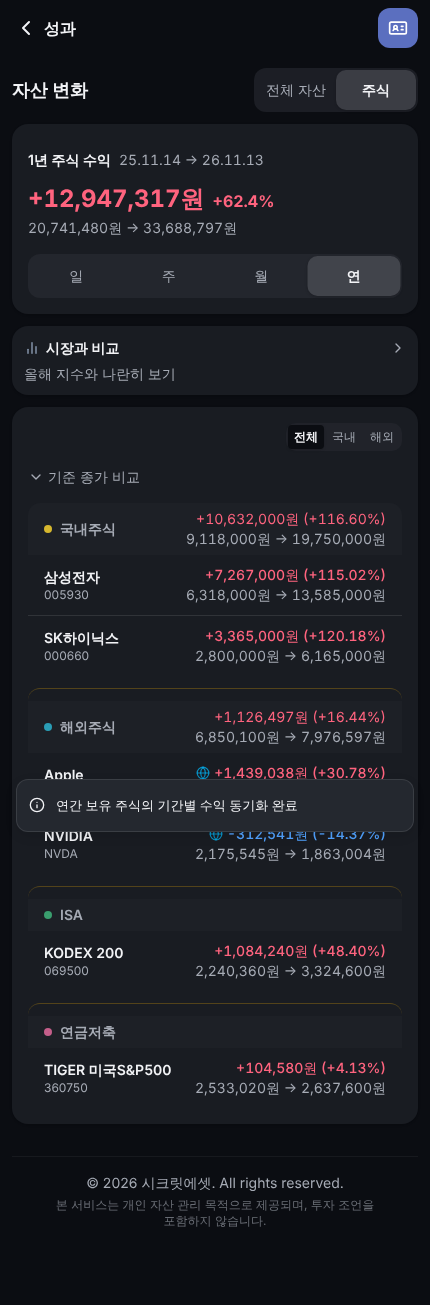 성과
자산 변화
전체 자산 주식
1년 주식 수익 25.11.14 → 26.11.13
+12,947,317원 +62.4%
20,741,480원 → 33,688,797원
일 주 월 연
시장과 비교
올해 지수와 나란히 보기
전체 국내 해외
기준 종가 비교
국내주식 +10,632,000원 (+116.60%)
9,118,000원 → 19,750,000원
삼성전자 +7,267,000원 (+115.02%)
005930 6,318,000원 → 13,585,000원
SK하이닉스 +3,365,000원 (+120.18%)
000660 2,800,000원 → 6,165,000원
해외주식 +1,126,497원 (+16.44%)
6,850,100원 → 7,976,597원
Apple +1,439,038원 (+30.78%)
연간 보유 주식의 기간별 수익 동기화 완료
NVIDIA -312,541원 (-14.37%)
NVDA 2,175,545원 → 1,863,004원
ISA
KODEX 200 +1,084,240원 (+48.40%)
069500 2,240,360원 → 3,324,600원
연금저축
TIGER 미국S&P500 +104,580원 (+4.13%)
360750 2,533,020원 → 2,637,600원
© 2026 시크릿에셋. All rights reserved.
본 서비스는 개인 자산 관리 목적으로 제공되며, 투자 조언을
포함하지 않습니다.